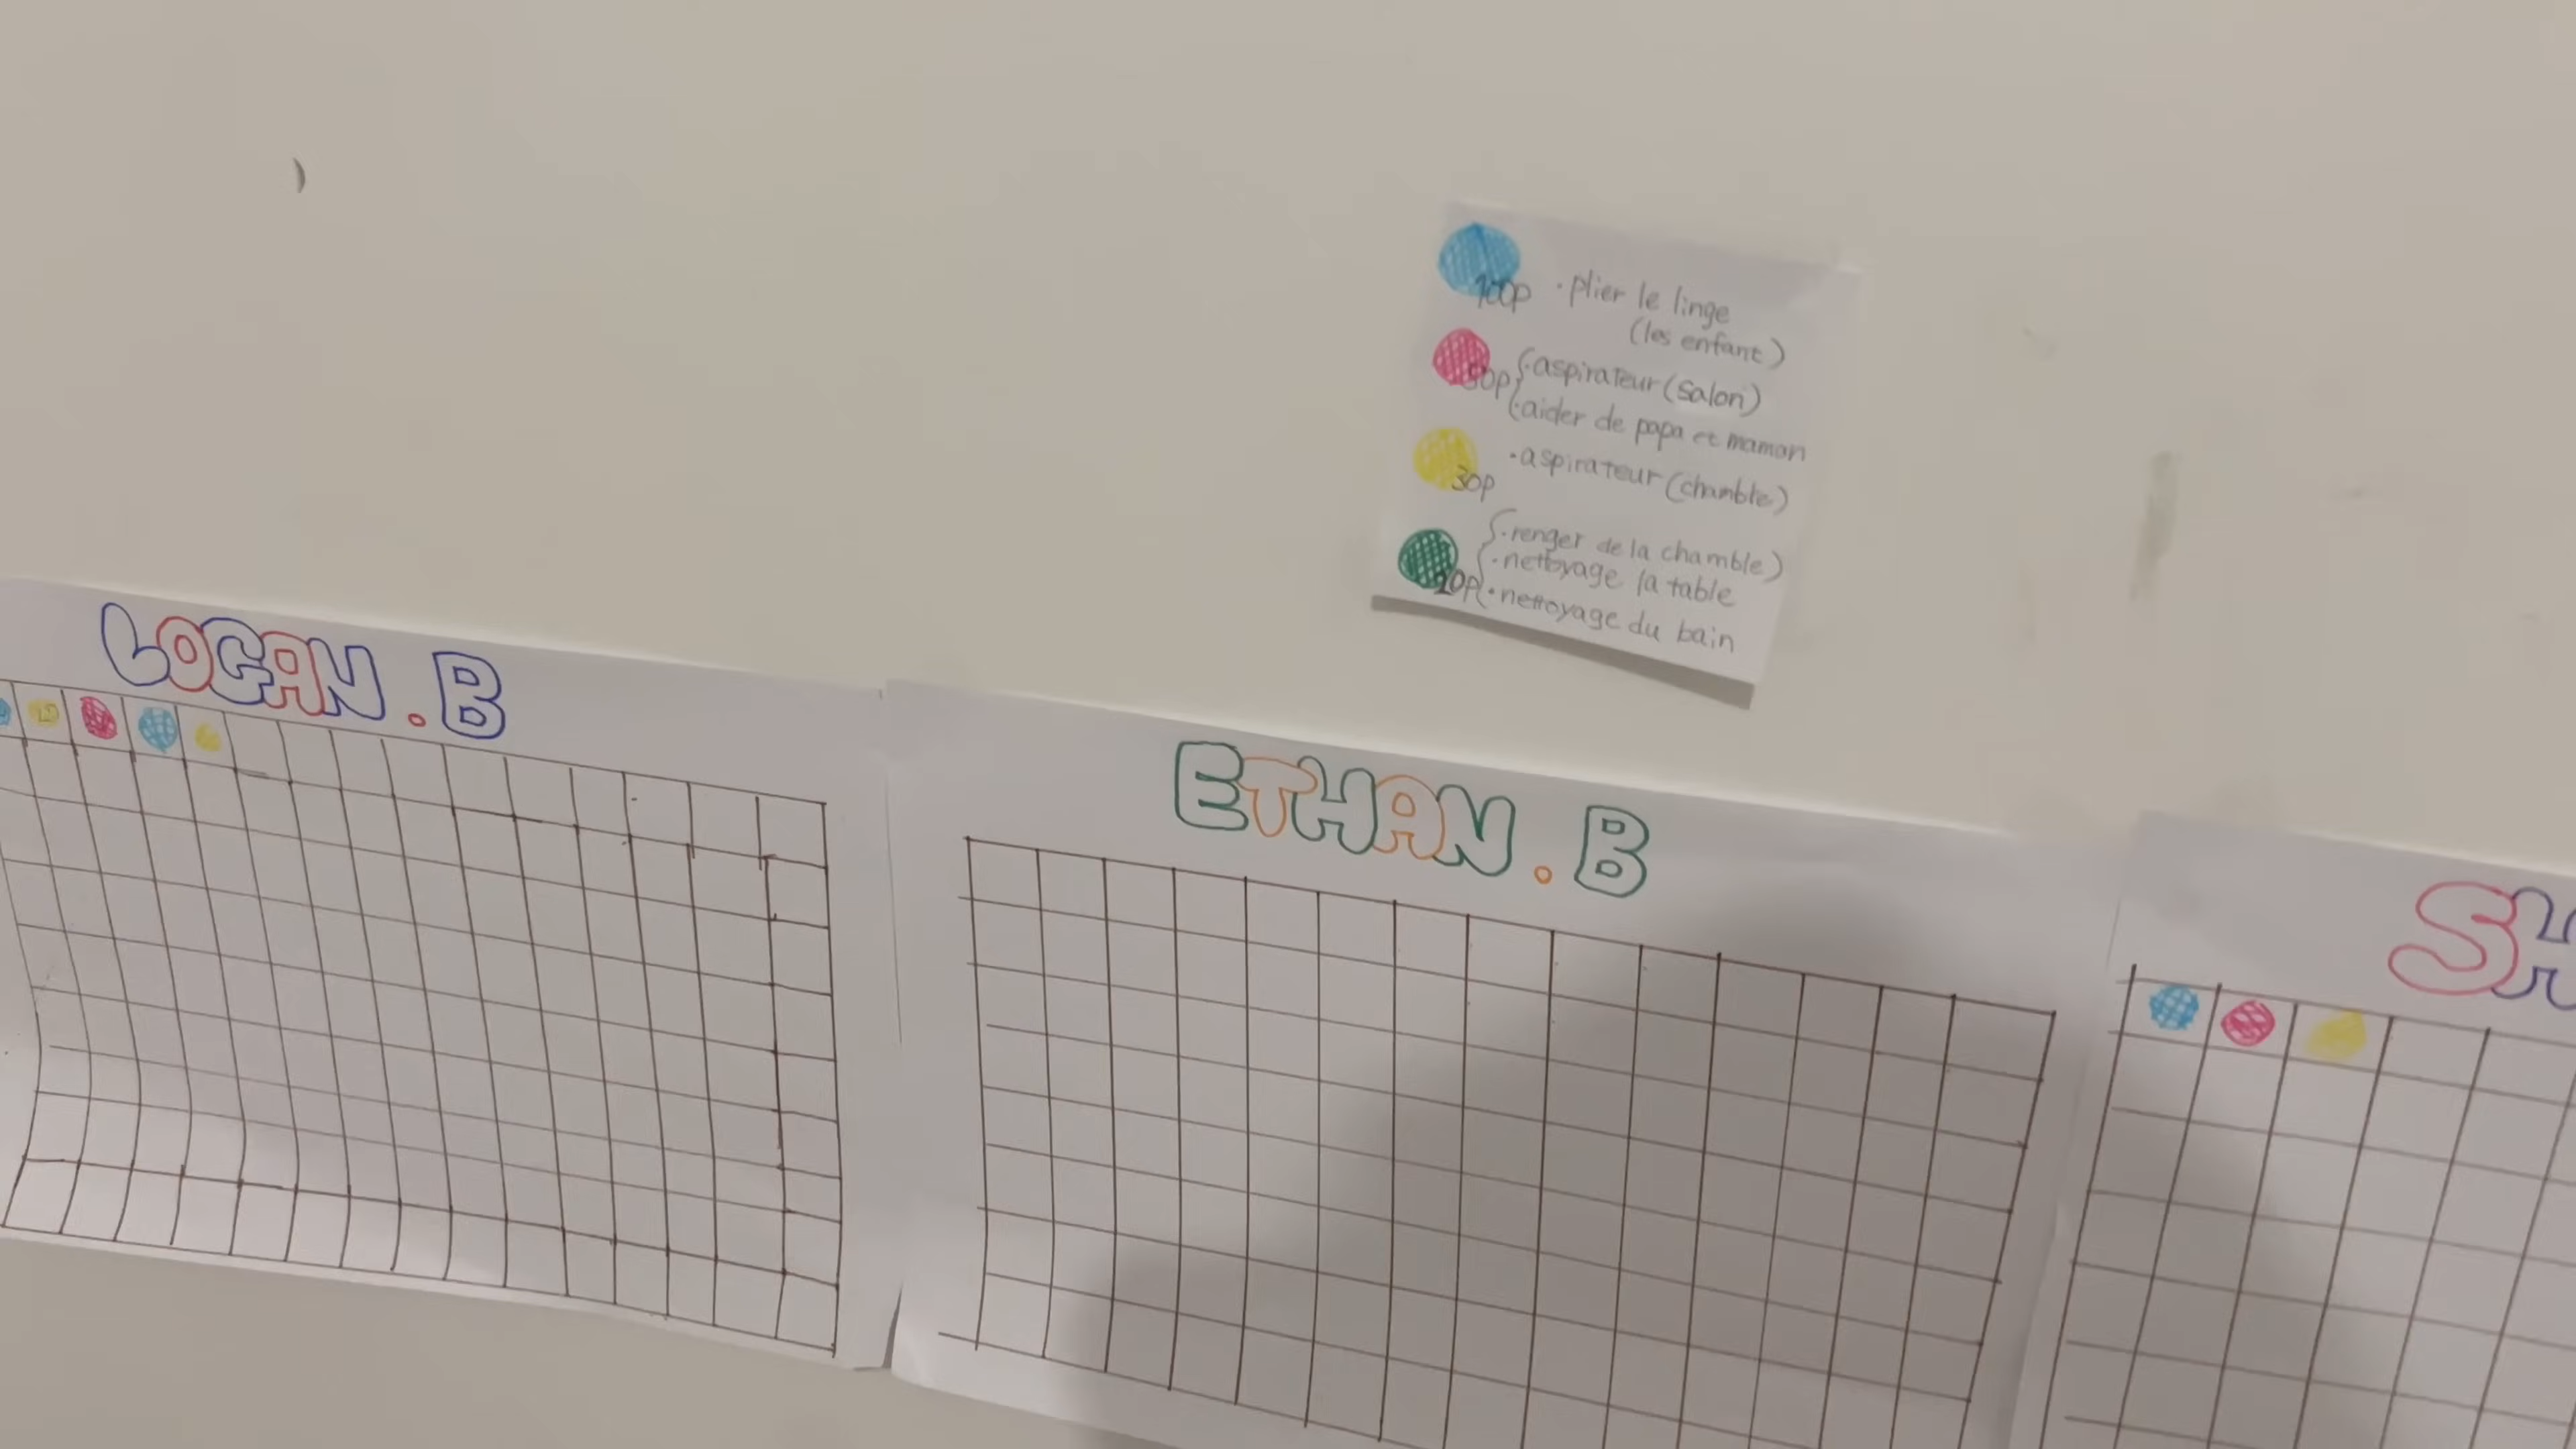 100p · plier le linge
(les enfant)
50p { · aspirateur (salon)
· aider de papa et maman
30p · aspirateur (chamble)
{ · renger de la chamble)
· nettoyage la table
· nettoyage du bain
LOGAN . B
ETHAN . B
SH